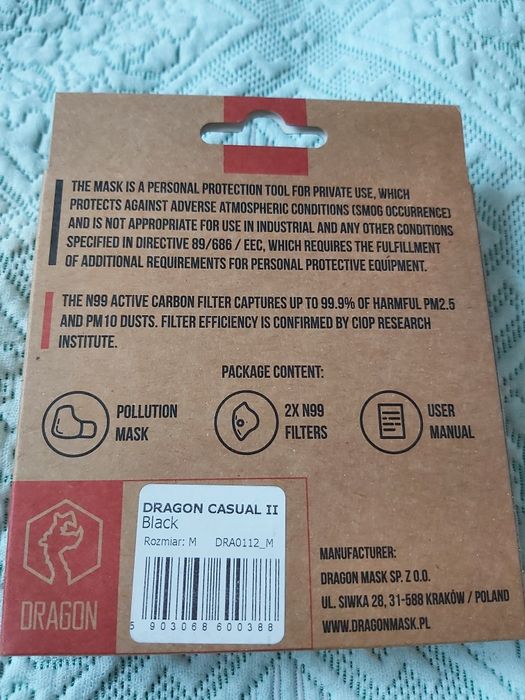 THE MASK IS A PERSONAL PROTECTION TOOL FOR PRIVATE USE, WHICH
PROTECTS AGAINST ADVERSE ATMOSPHERIC CONDITIONS (SMOG OCCURRENCE)
AND IS NOT APPROPRIATE FOR USE IN INDUSTRIAL AND ANY OTHER CONDITIONS
SPECIFIED IN DIRECTIVE 89/686 / EEC, WHICH REQUIRES THE FULFILLMENT
OF ADDITIONAL REQUIREMENTS FOR PERSONAL PROTECTIVE EQUÍPMENT.
THE N99 ACTIVE CARBON FILTER CAPTURES UP TO 99.9% OF HARMFUL PM2.5
AND PM10 DUSTS. FILTER EFFICIENCY IS CONFIRMED BY CIOP RESEARCH
INSTITUTE.
PACKAGE CONTENT:
POLLUTION
MASK
2X N99
FILTERS
USER
MANUAL
DRAGON
DRAGON CASUAL II
Black
Rozmiar: M DRA0112_M
5 903068 600388
MANUFACTURER:
DRAGON MASK SP. Z O.O.
UL. SIWKA 28, 31-588 KRAKÓW / POLAND
WWW.DRAGONMASK.PL